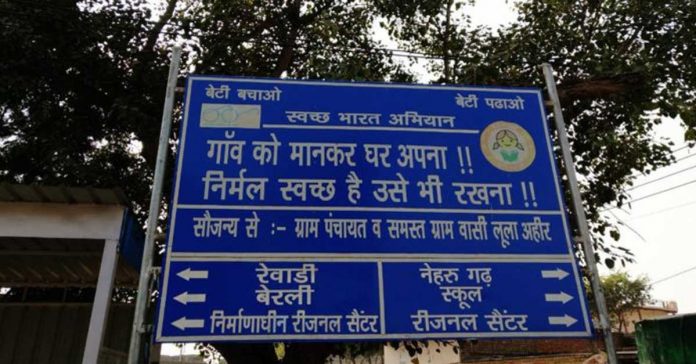 बेटी बचाओ बेटी पढाओ
स्वच्छ भारत अभियान
गाँव को मानकर घर अपना !!
निर्मल स्वच्छ है उसे भी रखना !!
सौजन्य से :- ग्राम पंचायत व समस्त ग्राम वासी लूला अहीर
← रेवाडी
← बेरली
← निर्माणाधीन रीजनल सैंटर
नेहरु गढ़ →
स्कूल →
रीजनल सैंटर →